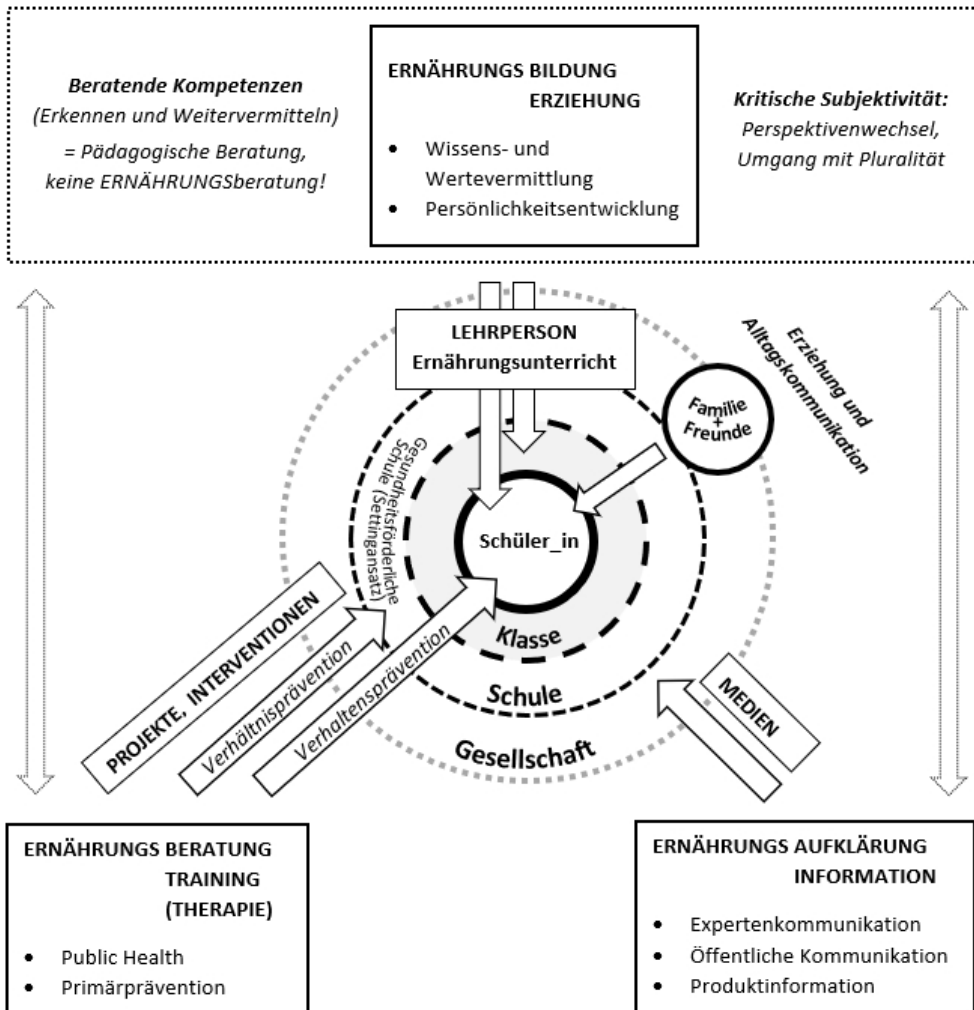 Beratende Kompetenzen
(Erkennen und Weitervermitteln)
= Pädagogische Beratung,
keine ERNÄHRUNGSberatung!
ERNÄHRUNGS BILDUNG
ERZIEHUNG
• Wissens- und
Wertevermittlung
• Persönlichkeitsentwicklung
Kritische Subjektivität:
Perspektivenwechsel,
Umgang mit Pluralität
LEHRPERSON
Ernährungsunterricht
Erziehung und
Alltagskommunikation
Familie
+
Freunde
Gesundheitsförderliche
Schule (Settingansatz)
Schüler_in
Klasse
Schule
Gesellschaft
PROJEKTE, INTERVENTIONEN
Verhältnisprävention
Verhaltensprävention
MEDIEN
ERNÄHRUNGS BERATUNG
TRAINING
(THERAPIE)
• Public Health
• Primärprävention
ERNÄHRUNGS AUFKLÄRUNG
INFORMATION
• Expertenkommunikation
• Öffentliche Kommunikation
• Produktinformation